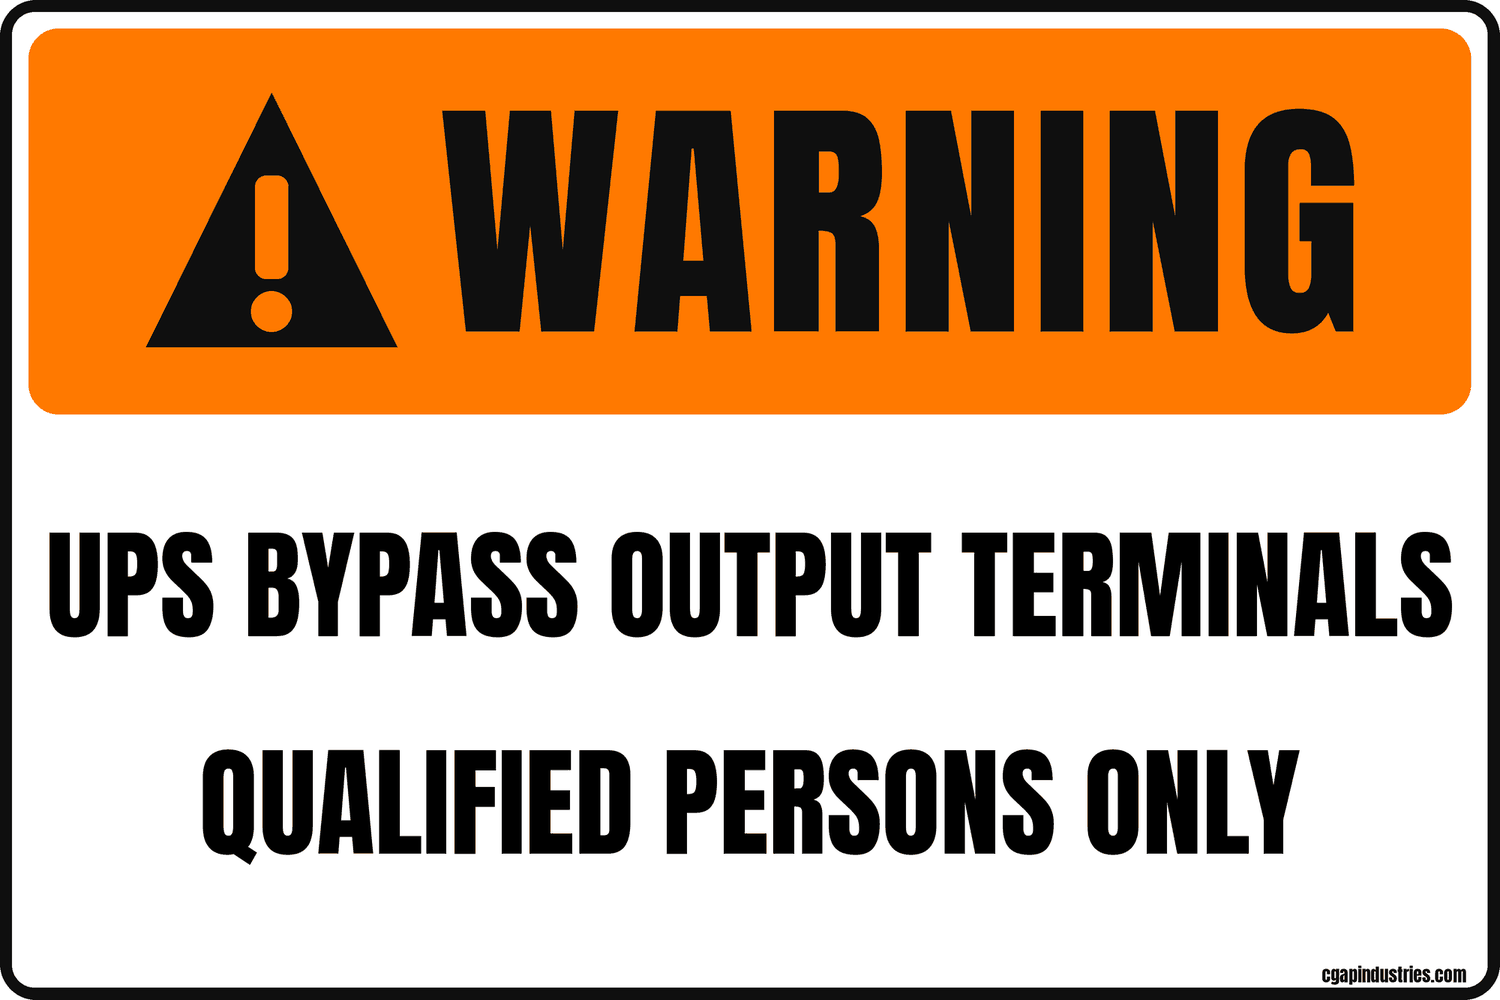 WARNING
UPS BYPASS OUTPUT TERMINALS
QUALIFIED PERSONS ONLY
cgapindustries.com